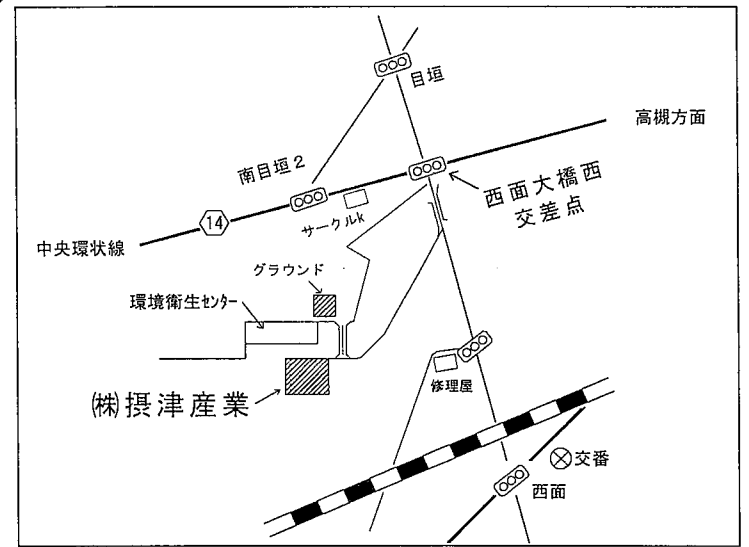 目垣
高槻方面
南目垣2
西面大橋西
交差点
サークルk
14
中央環状線
グラウンド
環境衛生センター
(株)摂津産業
修理屋
交番
西面